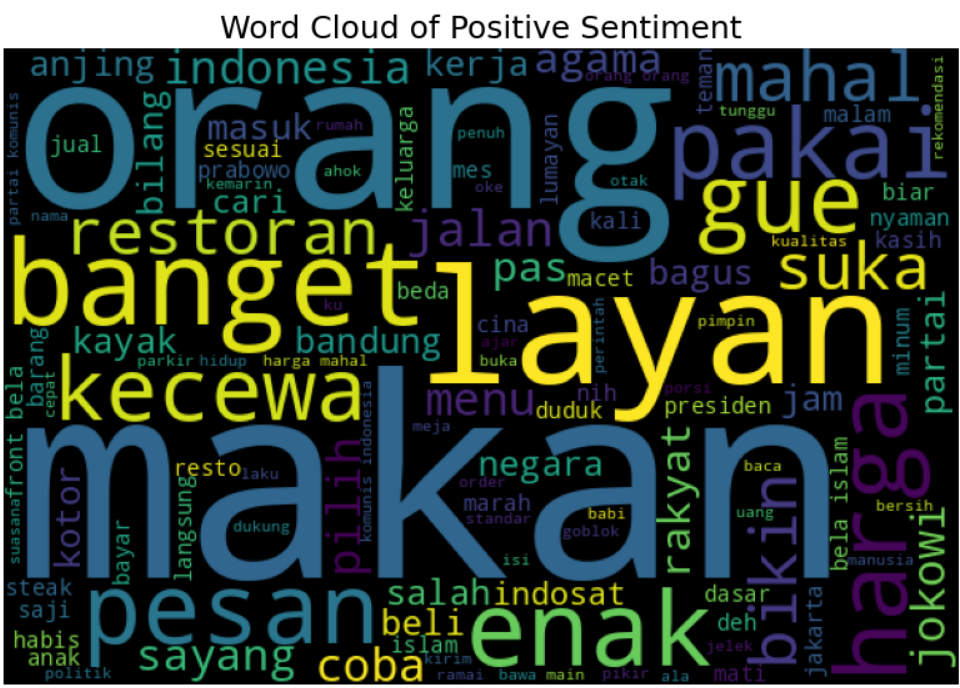 Word Cloud of Positive Sentiment
anjing indonesia kerja agama orang orang teman mahal rekomendasi
partai komunis orang tunggu malam
jual bilang masuk rumah keluarga penuh lumayan pakai
sesuai prabowo ahok mes otak
kemarin cari oke kali gue biar
nama restoran jalan nyaman
kualitas kasih
banget pas macet bagus suka
beda layan
ku cina perintah pimpin minum partai
kayak bandung ajar
barang parkir hidup harga mahal buka
cepat kecewa menu nih porsi
front bela duduk presiden jam harga
makan komunis indonesia meja
suasana kotor resto laku pilih negara rakyat baca bela islam
langsung order marah standar babi uang bersih
bayar dukung goblok bikin jokowi
isi manusia
steak pesan salah indosat dasar
saji beli enak deh jakarta
habis sayang islam jelek
anak coba kirim
politik ramai bawa main pikir ala mati